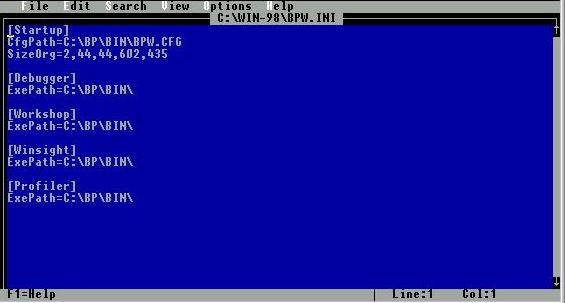 File Edit Search View Options Help
C:\WIN-98\BPW.INI
[Startup]
CfgPath=C:\BP\BIN\BPW.CFG
SizeOrg=2,44,44,602,435
[Debugger]
ExePath=C:\BP\BIN\
[Workshop]
ExePath=C:\BP\BIN\
[Winsight]
ExePath=C:\BP\BIN\
[Profiler]
ExePath=C:\BP\BIN\
F1=Help Line:1 Col:1